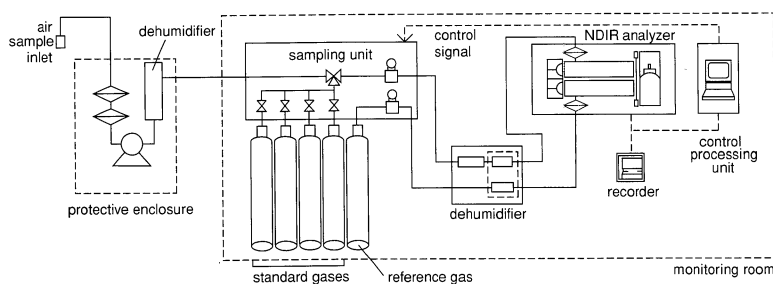 air
sample
inlet
dehumidifier
protective enclosure
sampling unit
control
signal
NDIR analyzer
control
processing
unit
recorder
dehumidifier
standard gases
reference gas
monitoring room